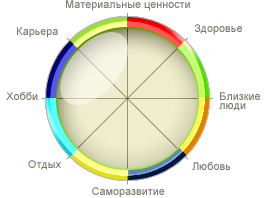 Материальные ценности
Карьера
Здоровье
Хобби
Близкие
люди
Отдых
Любовь
Саморазвитие